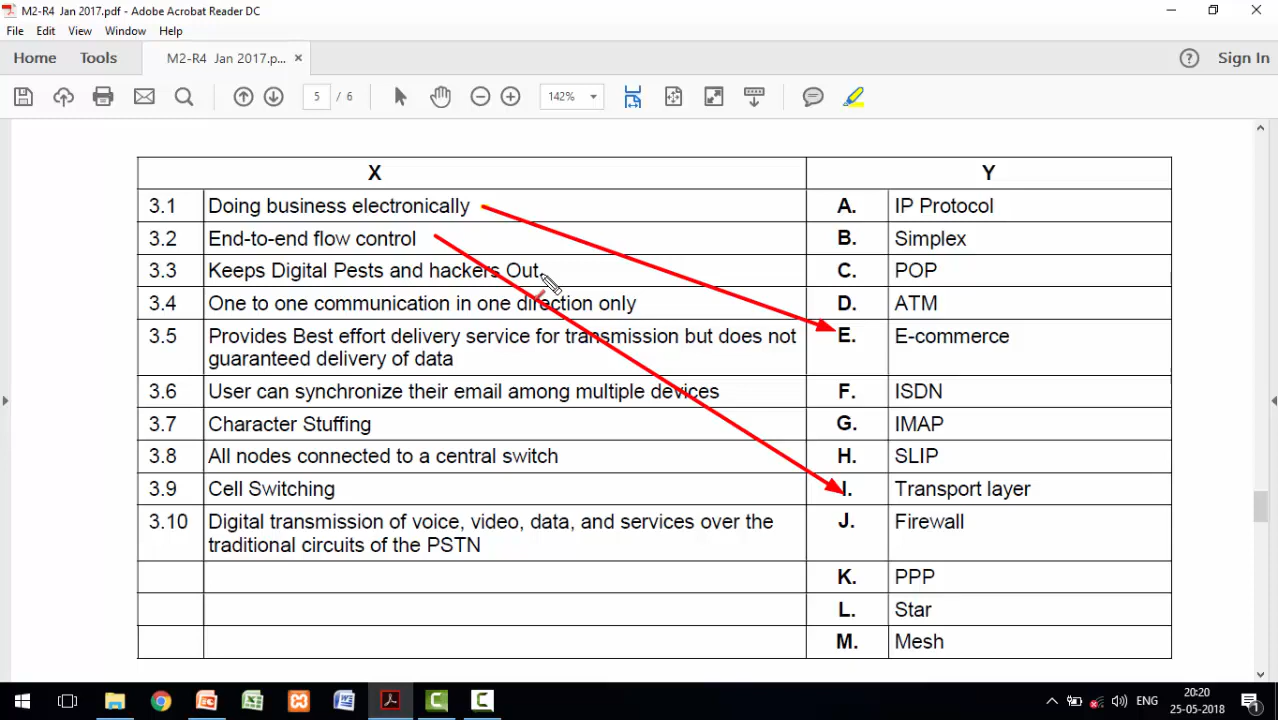 M2-R4 Jan 2017.pdf - Adobe Acrobat Reader DC
File Edit View Window Help
Home Tools M2-R4 Jan 2017.p... × Sign In
5 / 6 142%
X Y
3.1 Doing business electronically A. IP Protocol
3.2 End-to-end flow control B. Simplex
3.3 Keeps Digital Pests and hackers Out. C. POP
3.4 One to one communication in one direction only D. ATM
3.5 Provides Best effort delivery service for transmission but does not E. E-commerce
guaranteed delivery of data
3.6 User can synchronize their email among multiple devices F. ISDN
3.7 Character Stuffing G. IMAP
3.8 All nodes connected to a central switch H. SLIP
3.9 Cell Switching I. Transport layer
3.10 Digital transmission of voice, video, data, and services over the J. Firewall
traditional circuits of the PSTN
K. PPP
L. Star
M. Mesh
ENG 20:20
25-05-2018